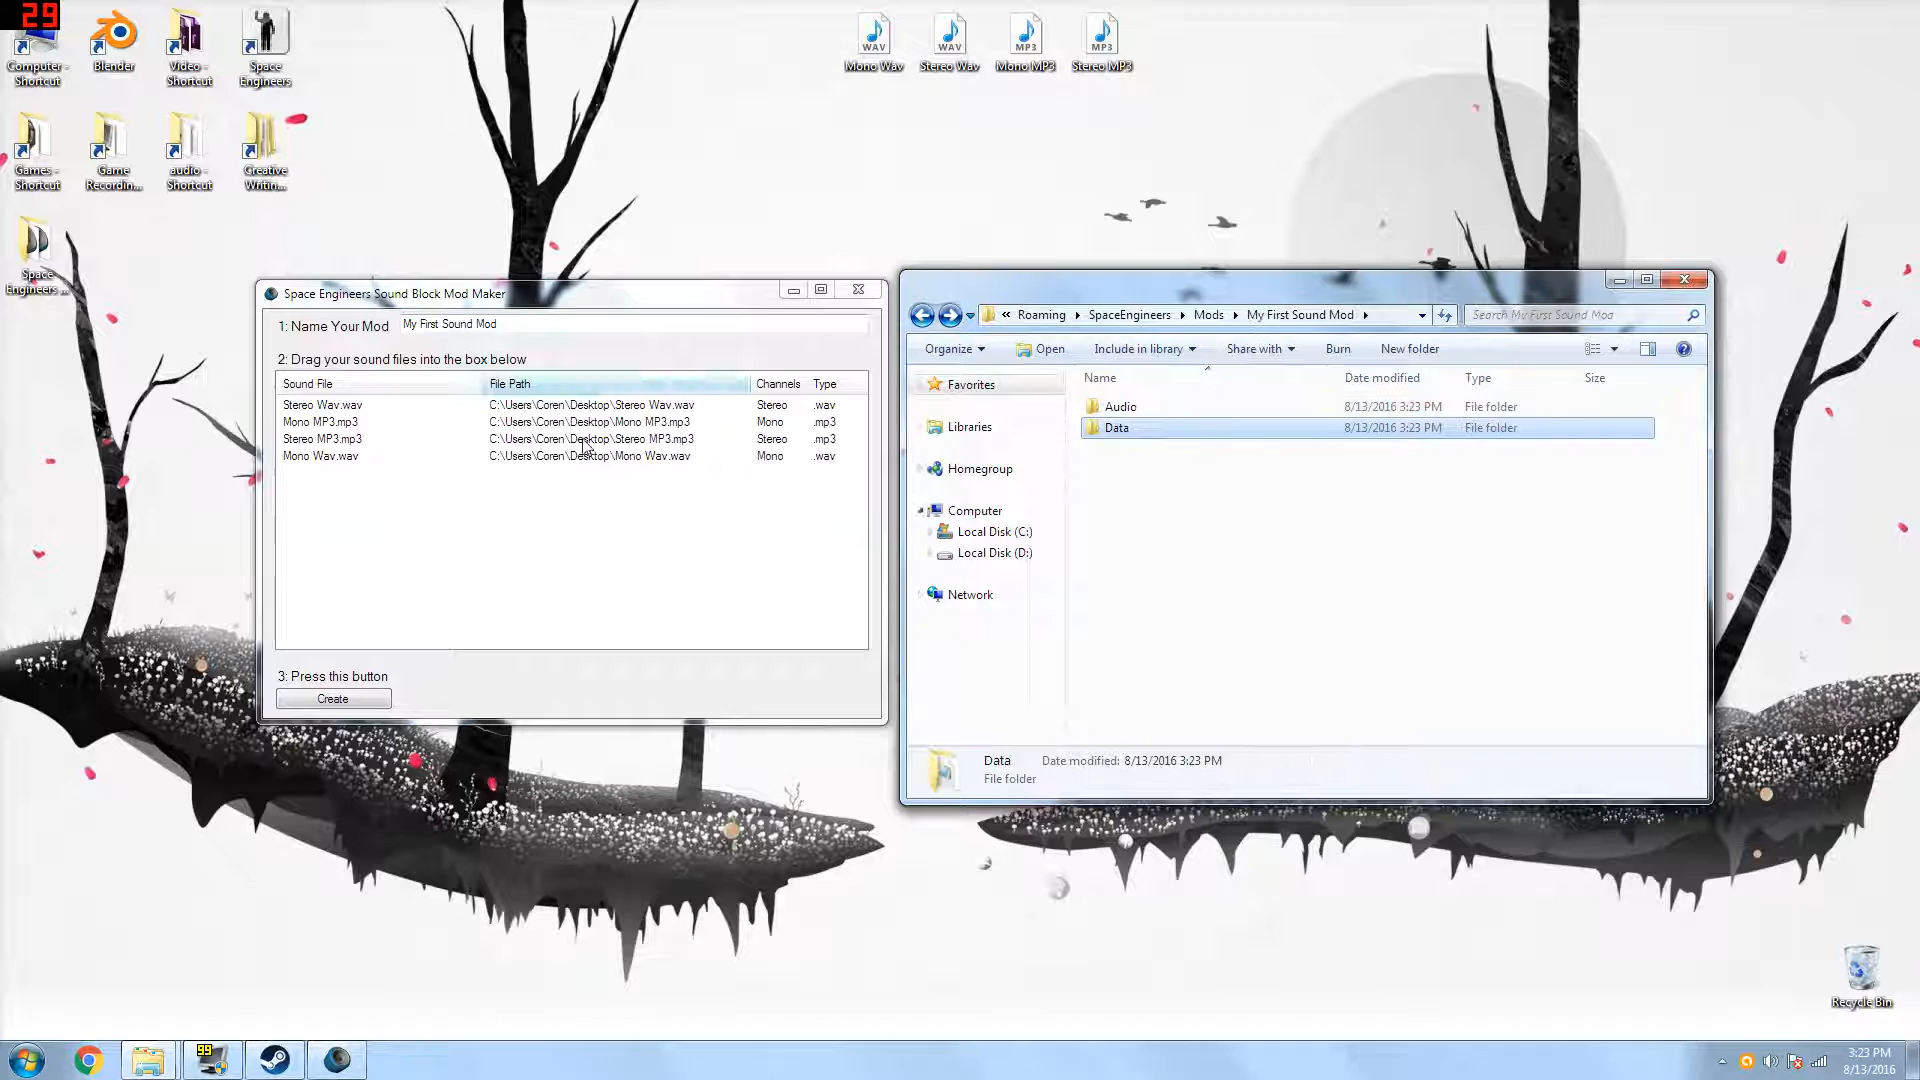 29
Computer -
Shortcut
Blender
Video -
Shortcut
Space
Engineers
WAV
Mono Wav
WAV
Stereo Wav
MP3
Mono MP3
MP3
Stereo MP3
Games -
Shortcut
Game
Recordin...
audio -
Shortcut
Creative
Writin...
Space
Engineers ...
Space Engineers Sound Block Mod Maker
1: Name Your Mod My First Sound Mod
2: Drag your sound files into the box below
Sound File File Path Channels Type
Stereo Wav.wav C:\Users\Coren\Desktop\Stereo Wav.wav Stereo .wav
Mono MP3.mp3 C:\Users\Coren\Desktop\Mono MP3.mp3 Mono .mp3
Stereo MP3.mp3 C:\Users\Coren\Desktop\Stereo MP3.mp3 Stereo .mp3
Mono Wav.wav C:\Users\Coren\Desktop\Mono Wav.wav Mono .wav
3: Press this button
Create
« Roaming SpaceEngineers Mods My First Sound Mod
Search My First Sound Mod
Organize Open Include in library Share with Burn New folder
Favorites
Libraries
Homegroup
Computer
Local Disk (C:)
Local Disk (D:)
Network
Name Date modified Type Size
Audio 8/13/2016 3:23 PM File folder
Data 8/13/2016 3:23 PM File folder
Data Date modified: 8/13/2016 3:23 PM
File folder
Recycle Bin
99
3:23 PM
8/13/2016